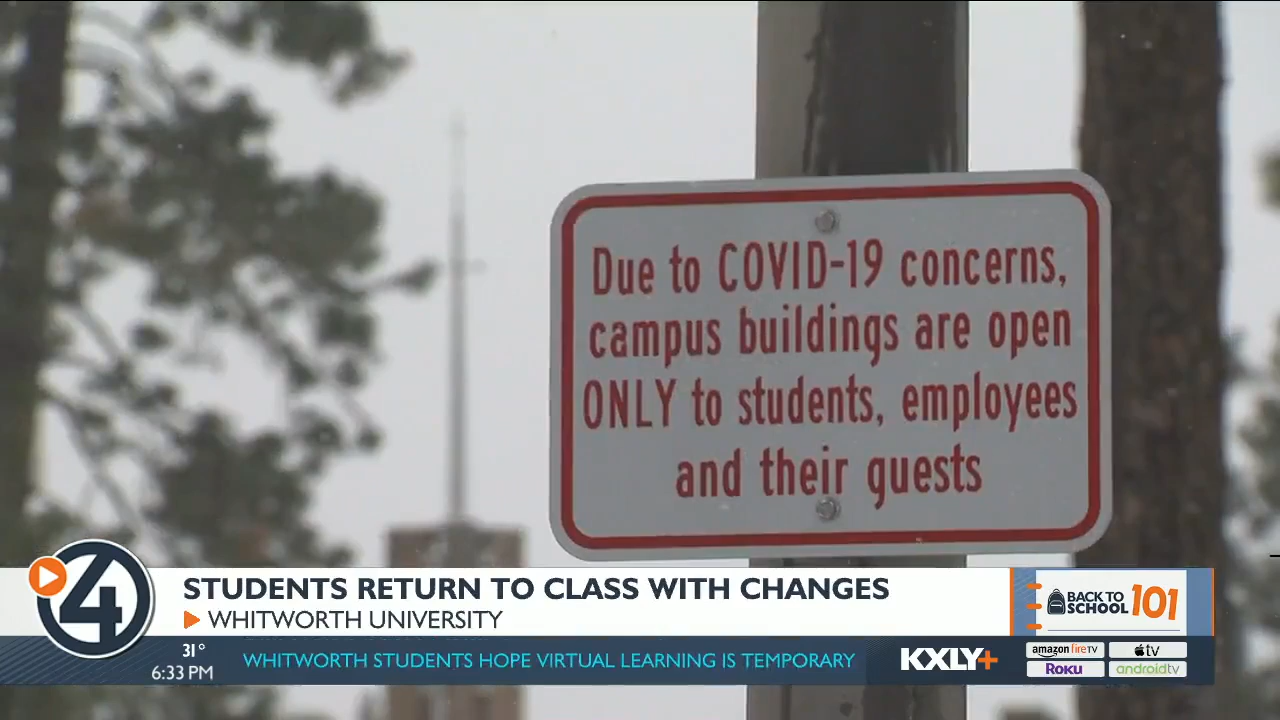 Due to COVID-19 concerns,
campus buildings are open
ONLY to students, employees
and their guests
4
STUDENTS RETURN TO CLASS WITH CHANGES
WHITWORTH UNIVERSITY
BACK TO
SCHOOL 101
31°
6:33 PM
WHITWORTH STUDENTS HOPE VIRTUAL LEARNING IS TEMPORARY
KXLY+
amazon fireTV
tv
Roku
androidtv